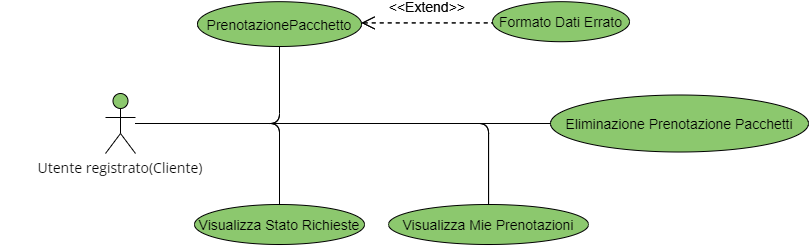 <<Extend>>
PrenotazionePacchetto
Formato Dati Errato
Eliminazione Prenotazione Pacchetti
Utente registrato(Cliente)
Visualizza Stato Richieste
Visualizza Mie Prenotazioni